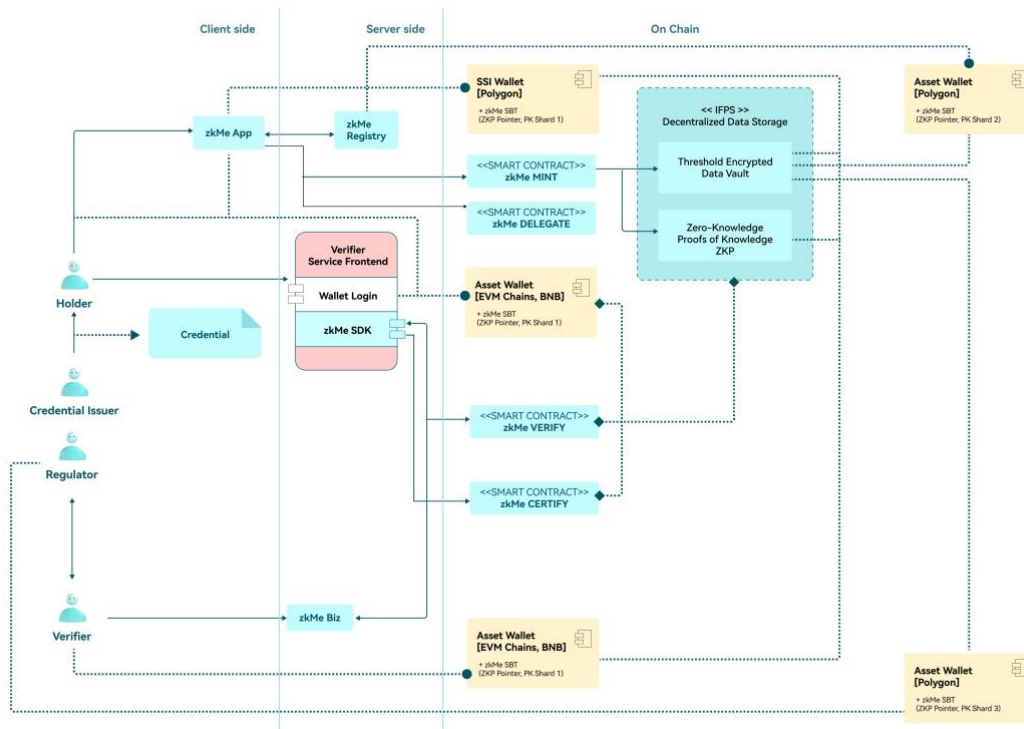 Client side
Server side
On Chain
SSI Wallet
[Polygon]
+ zkMe SBT
(ZKP Pointer, PK Shard 1)
Asset Wallet
[Polygon]
+ zkMe SBT
(ZKP Pointer, PK Shard 2)
<< IFPS >>
Decentralized Data Storage
zkMe App
zkMe
Registry
Threshold Encrypted
Data Vault
<<SMART CONTRACT>>
zkMe MINT
<<SMART CONTRACT>>
zkMe DELEGATE
Zero-Knowledge
Proofs of Knowledge
ZKP
Verifier
Service Frontend
Wallet Login
zkMe SDK
Holder
Asset Wallet
[EVM Chains, BNB]
+ zkMe SBT
(ZKP Pointer, PK Shard 1)
Credential
Credential Issuer
<<SMART CONTRACT>>
zkMe VERIFY
Regulator
<<SMART CONTRACT>>
zkMe CERTIFY
zkMe Biz
Verifier
Asset Wallet
[EVM Chains, BNB]
+ zkMe SBT
(ZKP Pointer, PK Shard 1)
Asset Wallet
[Polygon]
+ zkMe SBT
(ZKP Pointer, PK Shard 3)